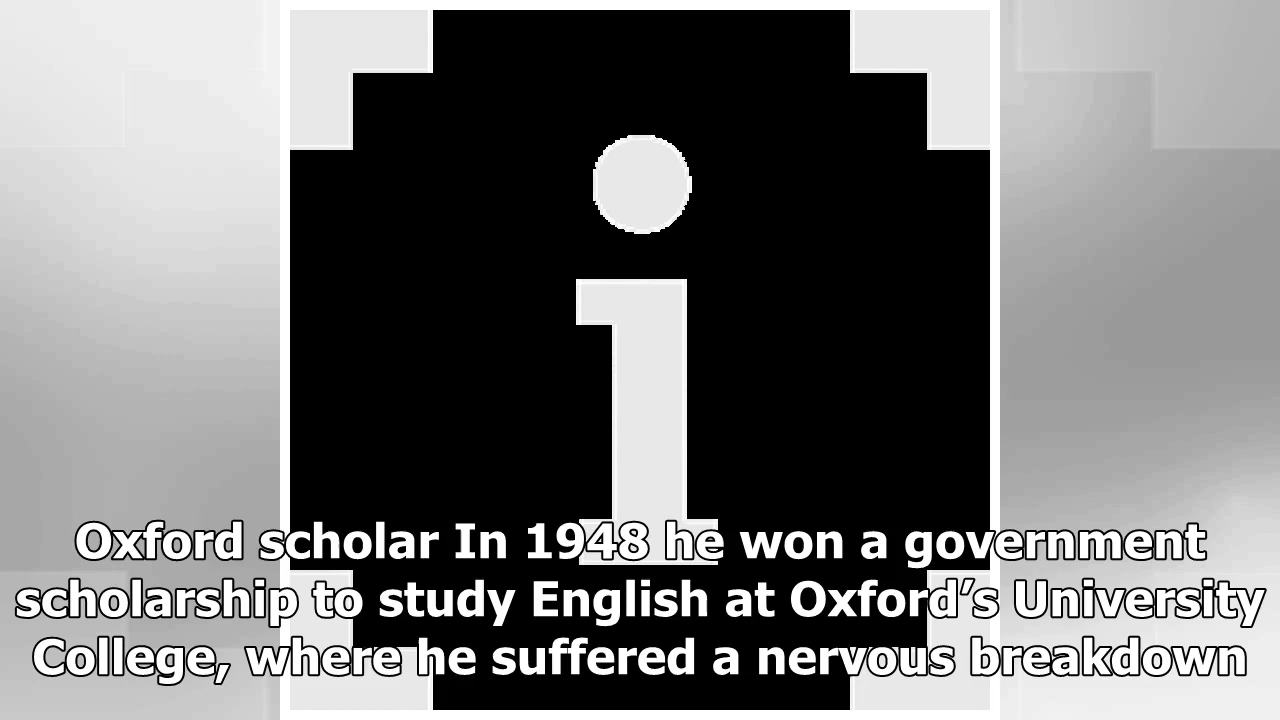 i
Oxford scholar In 1948 he won a government
scholarship to study English at Oxford’s University
College, where he suffered a nervous breakdown